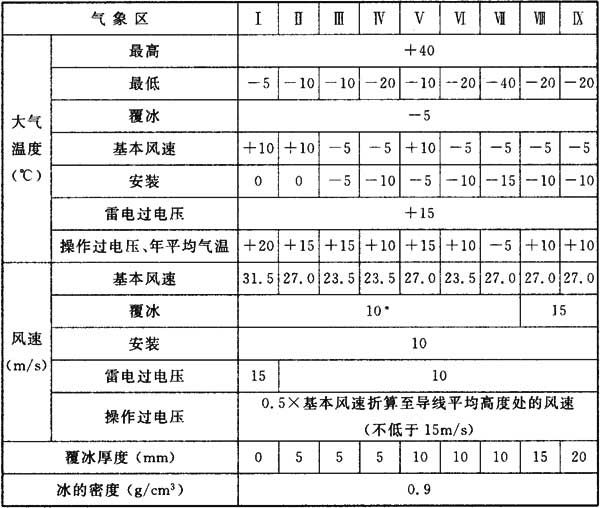 气象区 Ⅰ Ⅱ Ⅲ Ⅳ Ⅴ Ⅵ Ⅶ Ⅷ Ⅸ
大气温度(℃)
最高 +40
最低 −5 −10 −10 −20 −10 −20 −40 −20 −20
覆冰 −5
基本风速 +10 +10 −5 −5 +10 −5 −5 −5 −5
安装 0 0 −5 −10 −5 −10 −15 −10 −10
雷电过电压 +15
操作过电压、年平均气温 +20 +15 +15 +10 +15 +10 −5 +10 +10
风速(m/s)
基本风速 31.5 27.0 23.5 23.5 27.0 23.5 27.0 27.0 27.0
覆冰 10* 15
安装 10
雷电过电压 15 10
操作过电压 0.5×基本风速折算至导线平均高度处的风速
(不低于15m/s)
覆冰厚度(mm) 0 5 5 5 10 10 10 15 20
冰的密度(g/cm³) 0.9